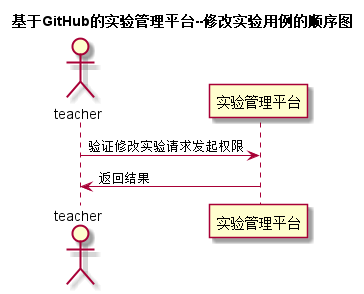 基于GitHub的实验管理平台--修改实验用例的顺序图
teacher
实验管理平台
验证修改实验请求发起权限
返回结果
teacher
实验管理平台